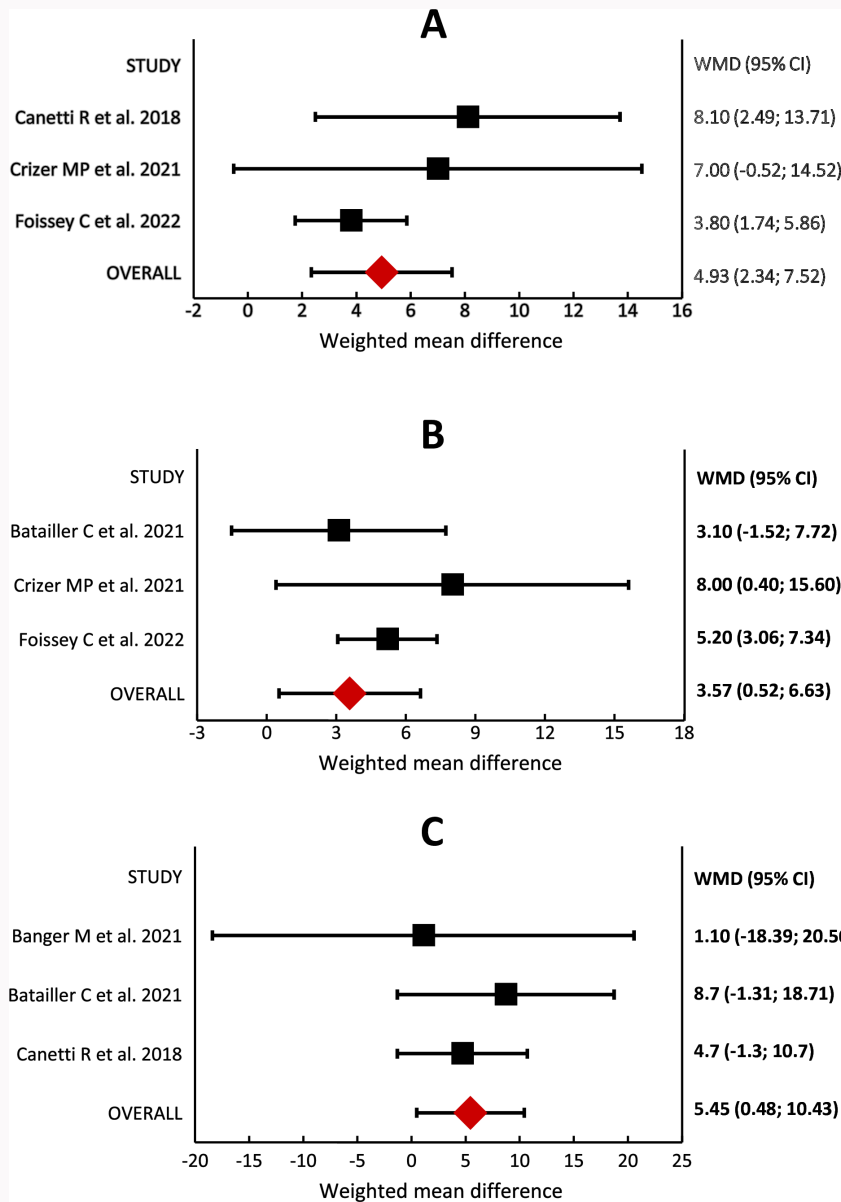 A
STUDY WMD (95% CI)
Canetti R et al. 2018 8.10 (2.49; 13.71)
Crizer MP et al. 2021 7.00 (-0.52; 14.52)
Foissey C et al. 2022 3.80 (1.74; 5.86)
OVERALL 4.93 (2.34; 7.52)
-2 0 2 4 6 8 10 12 14 16
Weighted mean difference
B
STUDY WMD (95% CI)
Batailler C et al. 2021 3.10 (-1.52; 7.72)
Crizer MP et al. 2021 8.00 (0.40; 15.60)
Foissey C et al. 2022 5.20 (3.06; 7.34)
OVERALL 3.57 (0.52; 6.63)
-3 0 3 6 9 12 15 18
Weighted mean difference
C
STUDY WMD (95% CI)
Banger M et al. 2021 1.10 (-18.39;
Batailler C et al. 2021 8.7 (-1.31; 18.71)
Canetti R et al. 2018 4.7 (-1.3; 10.7)
OVERALL 5.45 (0.48; 10.43)
-20 -15 -10 -5 0 5 10 15 20 25
Weighted mean difference